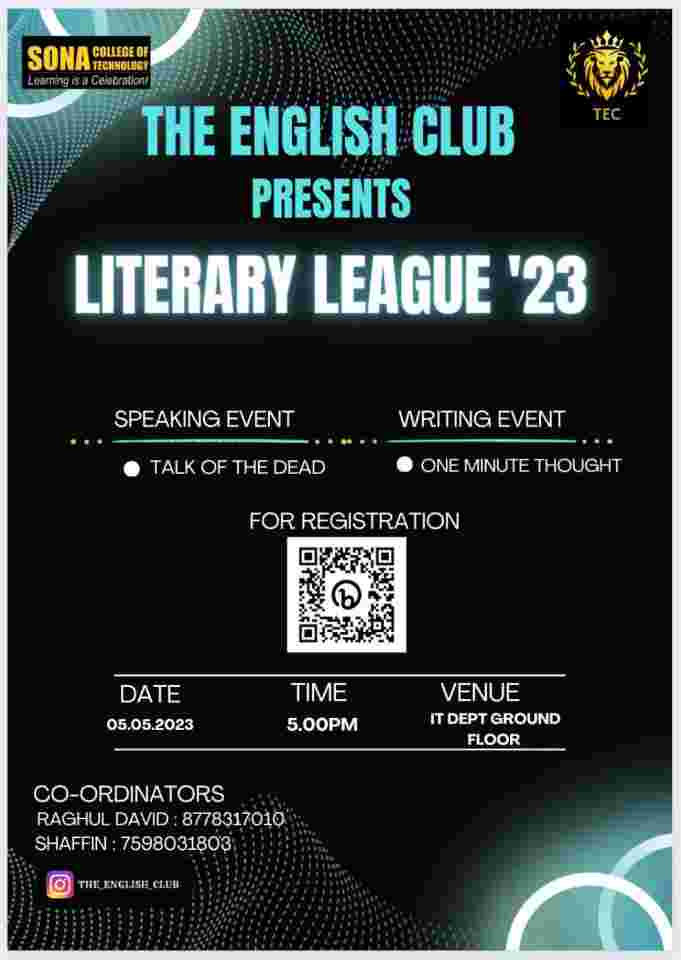 SONA COLLEGE OF TECHNOLOGY
Learning is a Celebration!
TEC
THE ENGLISH CLUB
PRESENTS
LITERARY LEAGUE '23
SPEAKING EVENT
TALK OF THE DEAD
WRITING EVENT
ONE MINUTE THOUGHT
FOR REGISTRATION
b
DATE
05.05.2023
TIME
5.00PM
VENUE
IT DEPT GROUND
FLOOR
CO-ORDINATORS
RAGHUL DAVID : 8778317010
SHAFFIN : 7598031803
THE_ENGLISH_CLUB